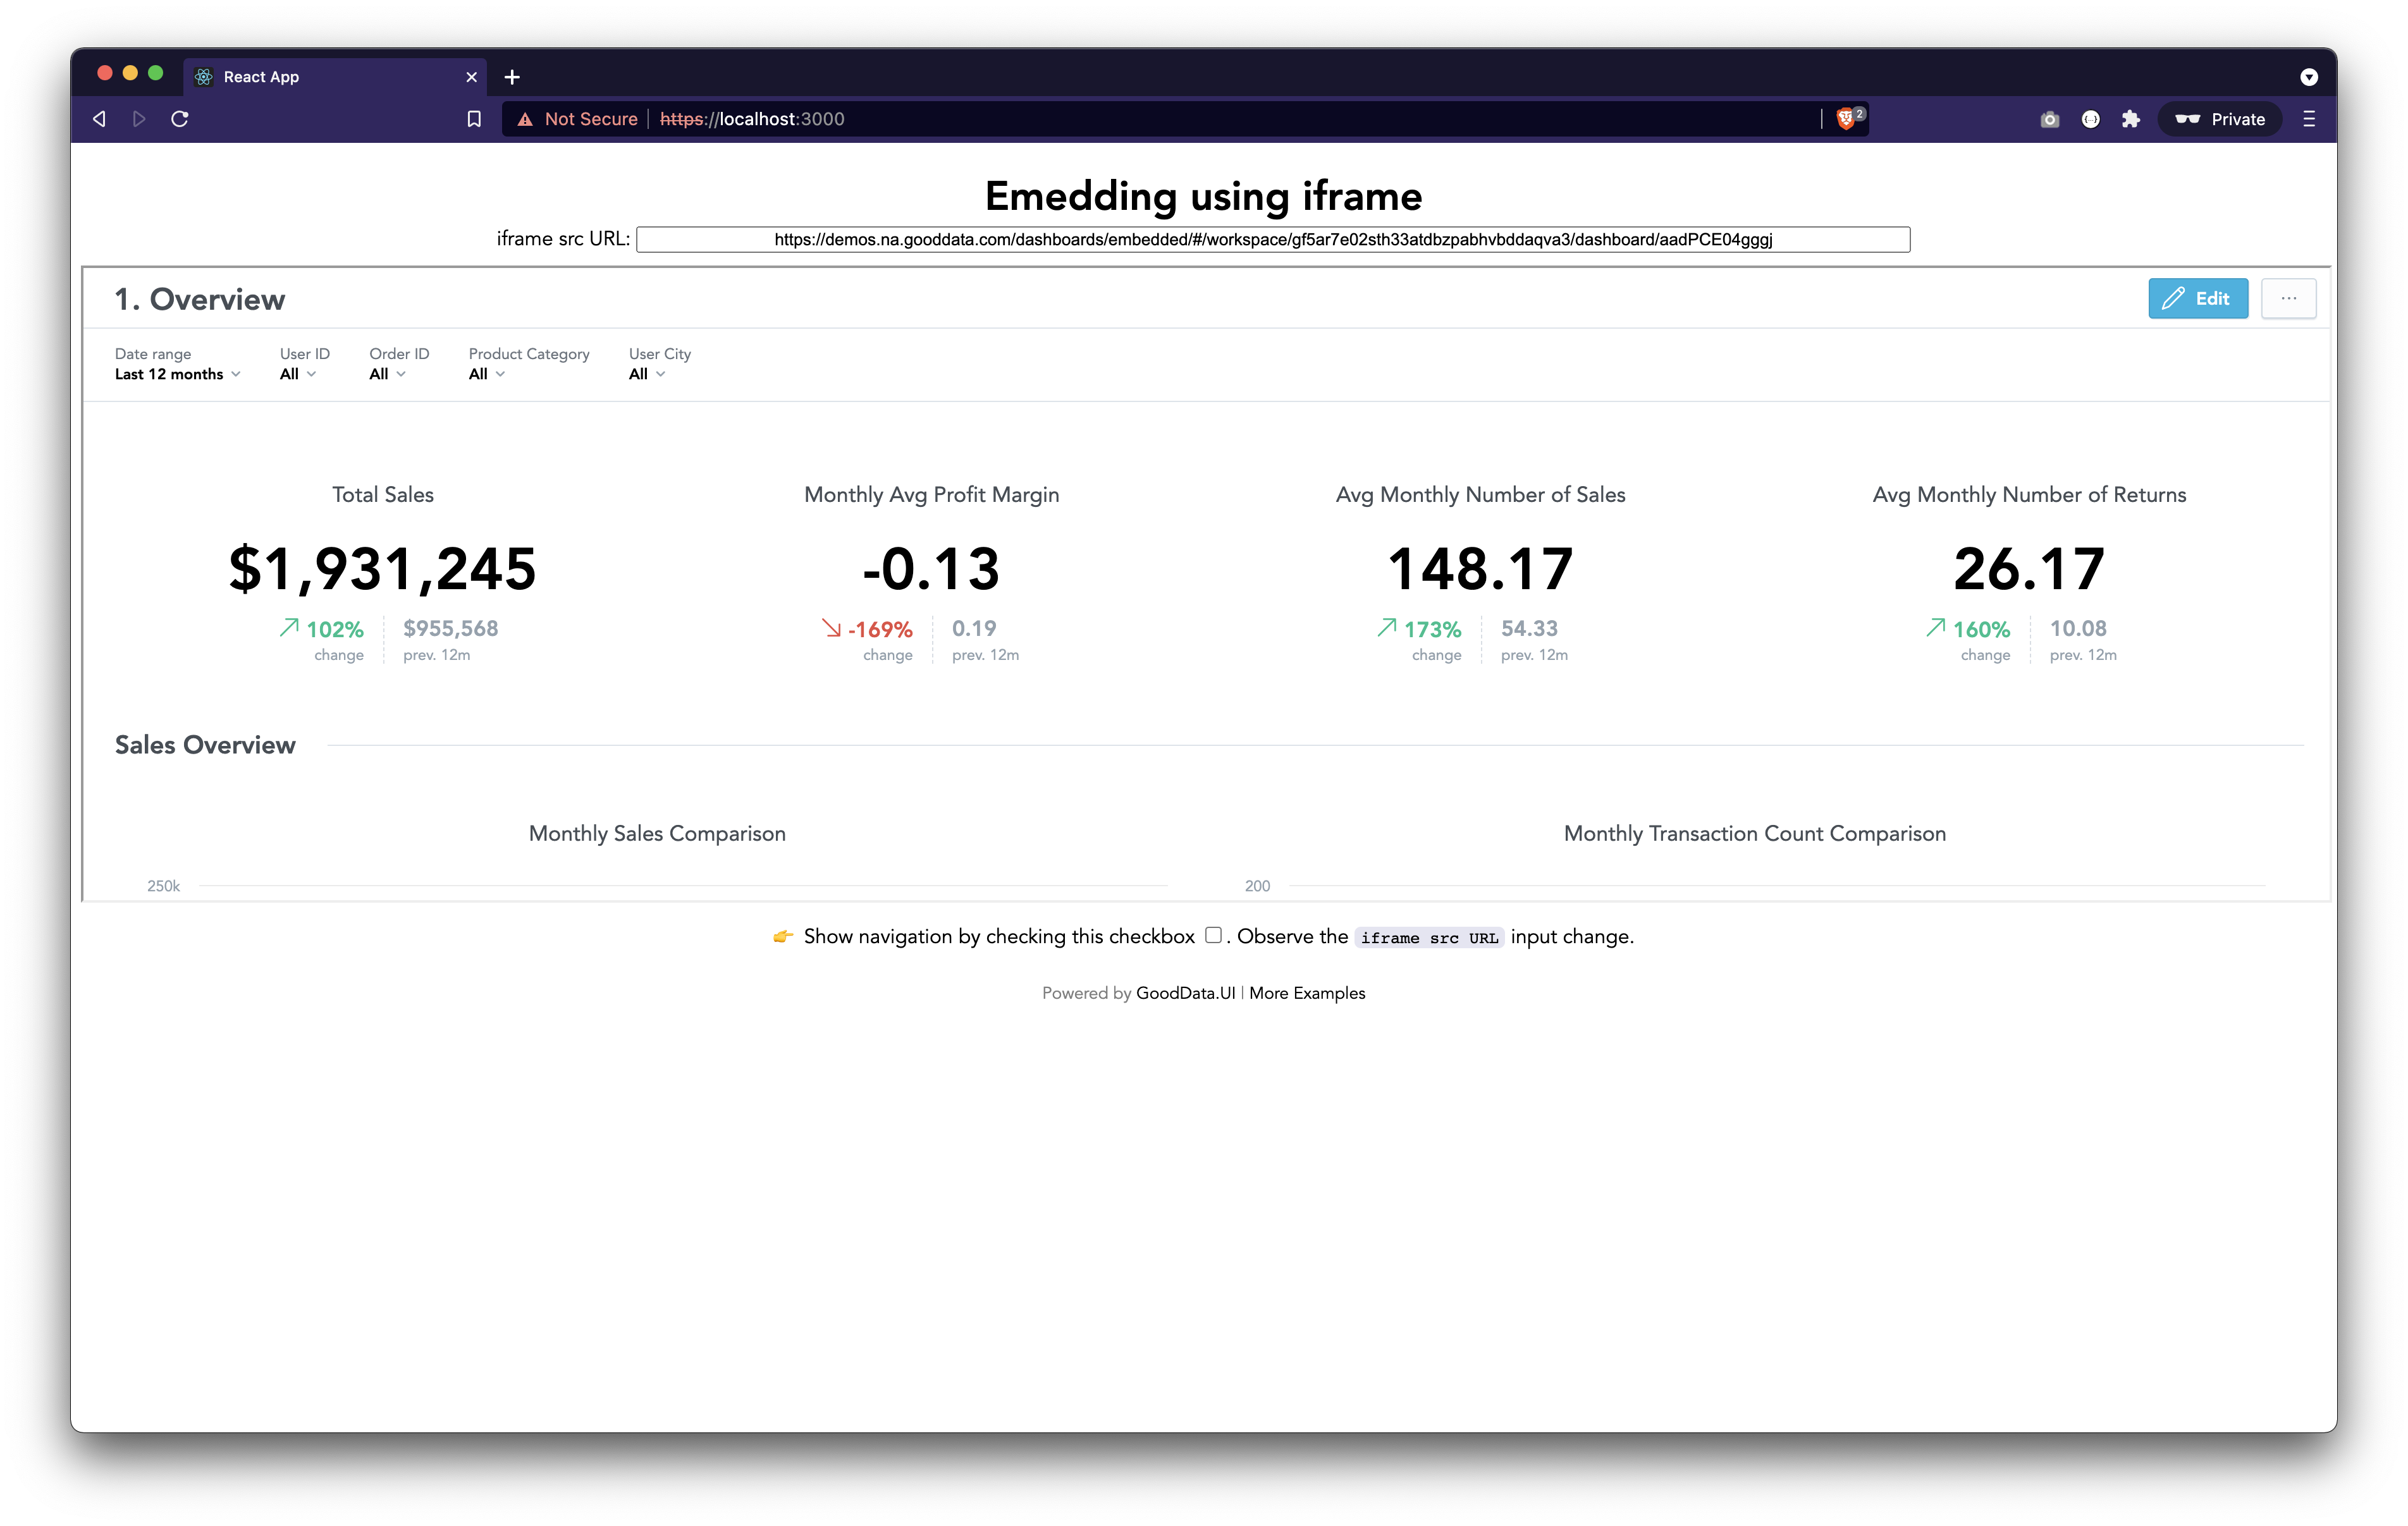 React App
Not Secure https://localhost:3000 2 Private
Emedding using iframe
iframe src URL: https://demos.na.gooddata.com/dashboards/embedded/#/workspace/gf5ar7e02sth33atdbzpabhvbddaqva3/dashboard/aadPCE04gggj
1. Overview Edit ...
Date range User ID Order ID Product Category User City
Last 12 months All All All All
Total Sales Monthly Avg Profit Margin Avg Monthly Number of Sales Avg Monthly Number of Returns
$1,931,245 -0.13 148.17 26.17
102% $955,568 -169% 0.19 173% 54.33 160% 10.08
change prev. 12m change prev. 12m change prev. 12m change prev. 12m
Sales Overview
Monthly Sales Comparison Monthly Transaction Count Comparison
250k 200
👉 Show navigation by checking this checkbox . Observe the iframe src URL input change.
Powered by GoodData.UI | More Examples